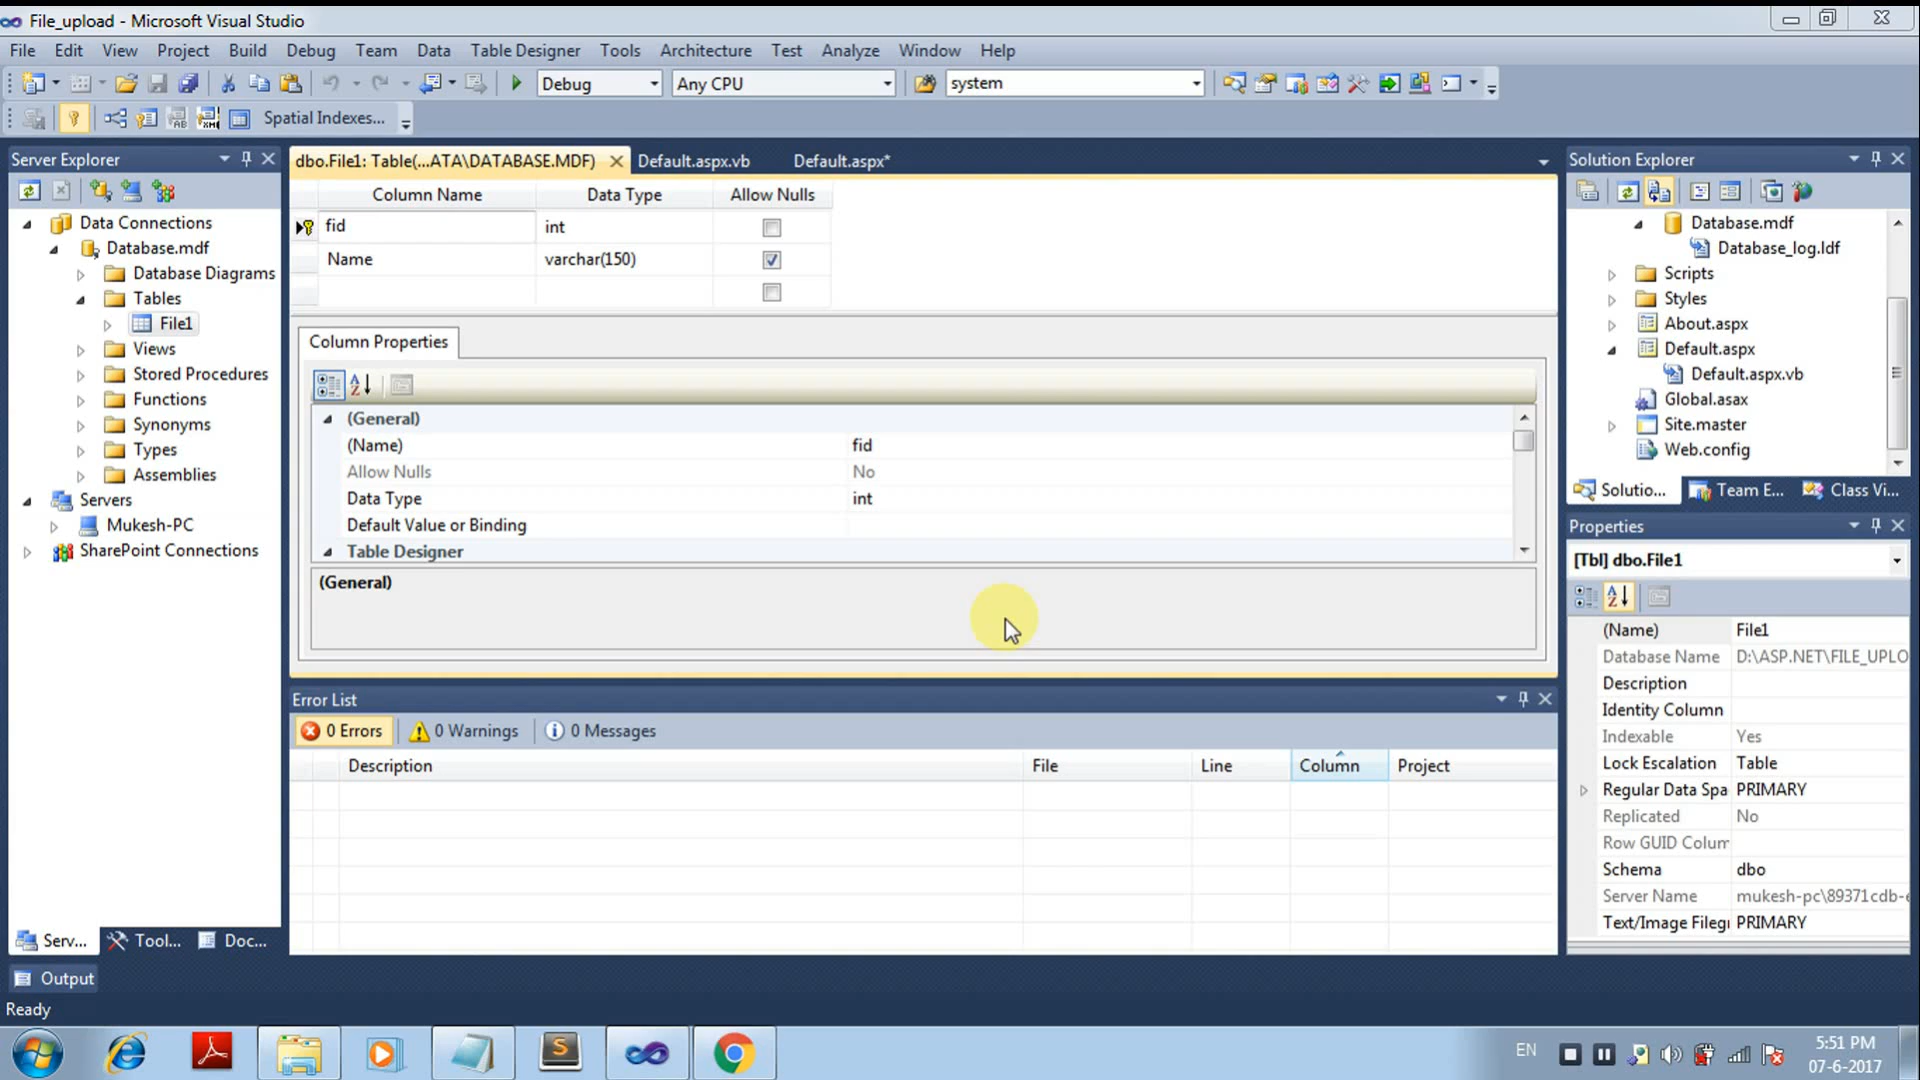 File_upload - Microsoft Visual Studio
File Edit View Project Build Debug Team Data Table Designer Tools Architecture Test Analyze Window Help
Debug Any CPU system
Spatial Indexes...
Server Explorer
Data Connections
Database.mdf
Database Diagrams
Tables
File1
Views
Stored Procedures
Functions
Synonyms
Types
Assemblies
Servers
Mukesh-PC
SharePoint Connections
Serv... Tool... Doc...
dbo.File1: Table(...ATA\DATABASE.MDF) Default.aspx.vb Default.aspx*
Column Name Data Type Allow Nulls
fid int
Name varchar(150)
Column Properties
(General)
(Name) fid
Allow Nulls No
Data Type int
Default Value or Binding
Table Designer
(General)
Error List
0 Errors 0 Warnings 0 Messages
Description File Line Column Project
Solution Explorer
Database.mdf
Database_log.ldf
Scripts
Styles
About.aspx
Default.aspx
Default.aspx.vb
Global.asax
Site.master
Web.config
Solutio... Team E... Class Vi...
Properties
[Tbl] dbo.File1
(Name) File1
Database Name D:\ASP.NET\FILE_UPLO
Description
Identity Column
Indexable Yes
Lock Escalation Table
Regular Data Spa PRIMARY
Replicated No
Row GUID Colum
Schema dbo
Server Name mukesh-pc\89371cdb-e
Text/Image Filegr PRIMARY
Output
Ready
EN
5:51 PM
07-6-2017